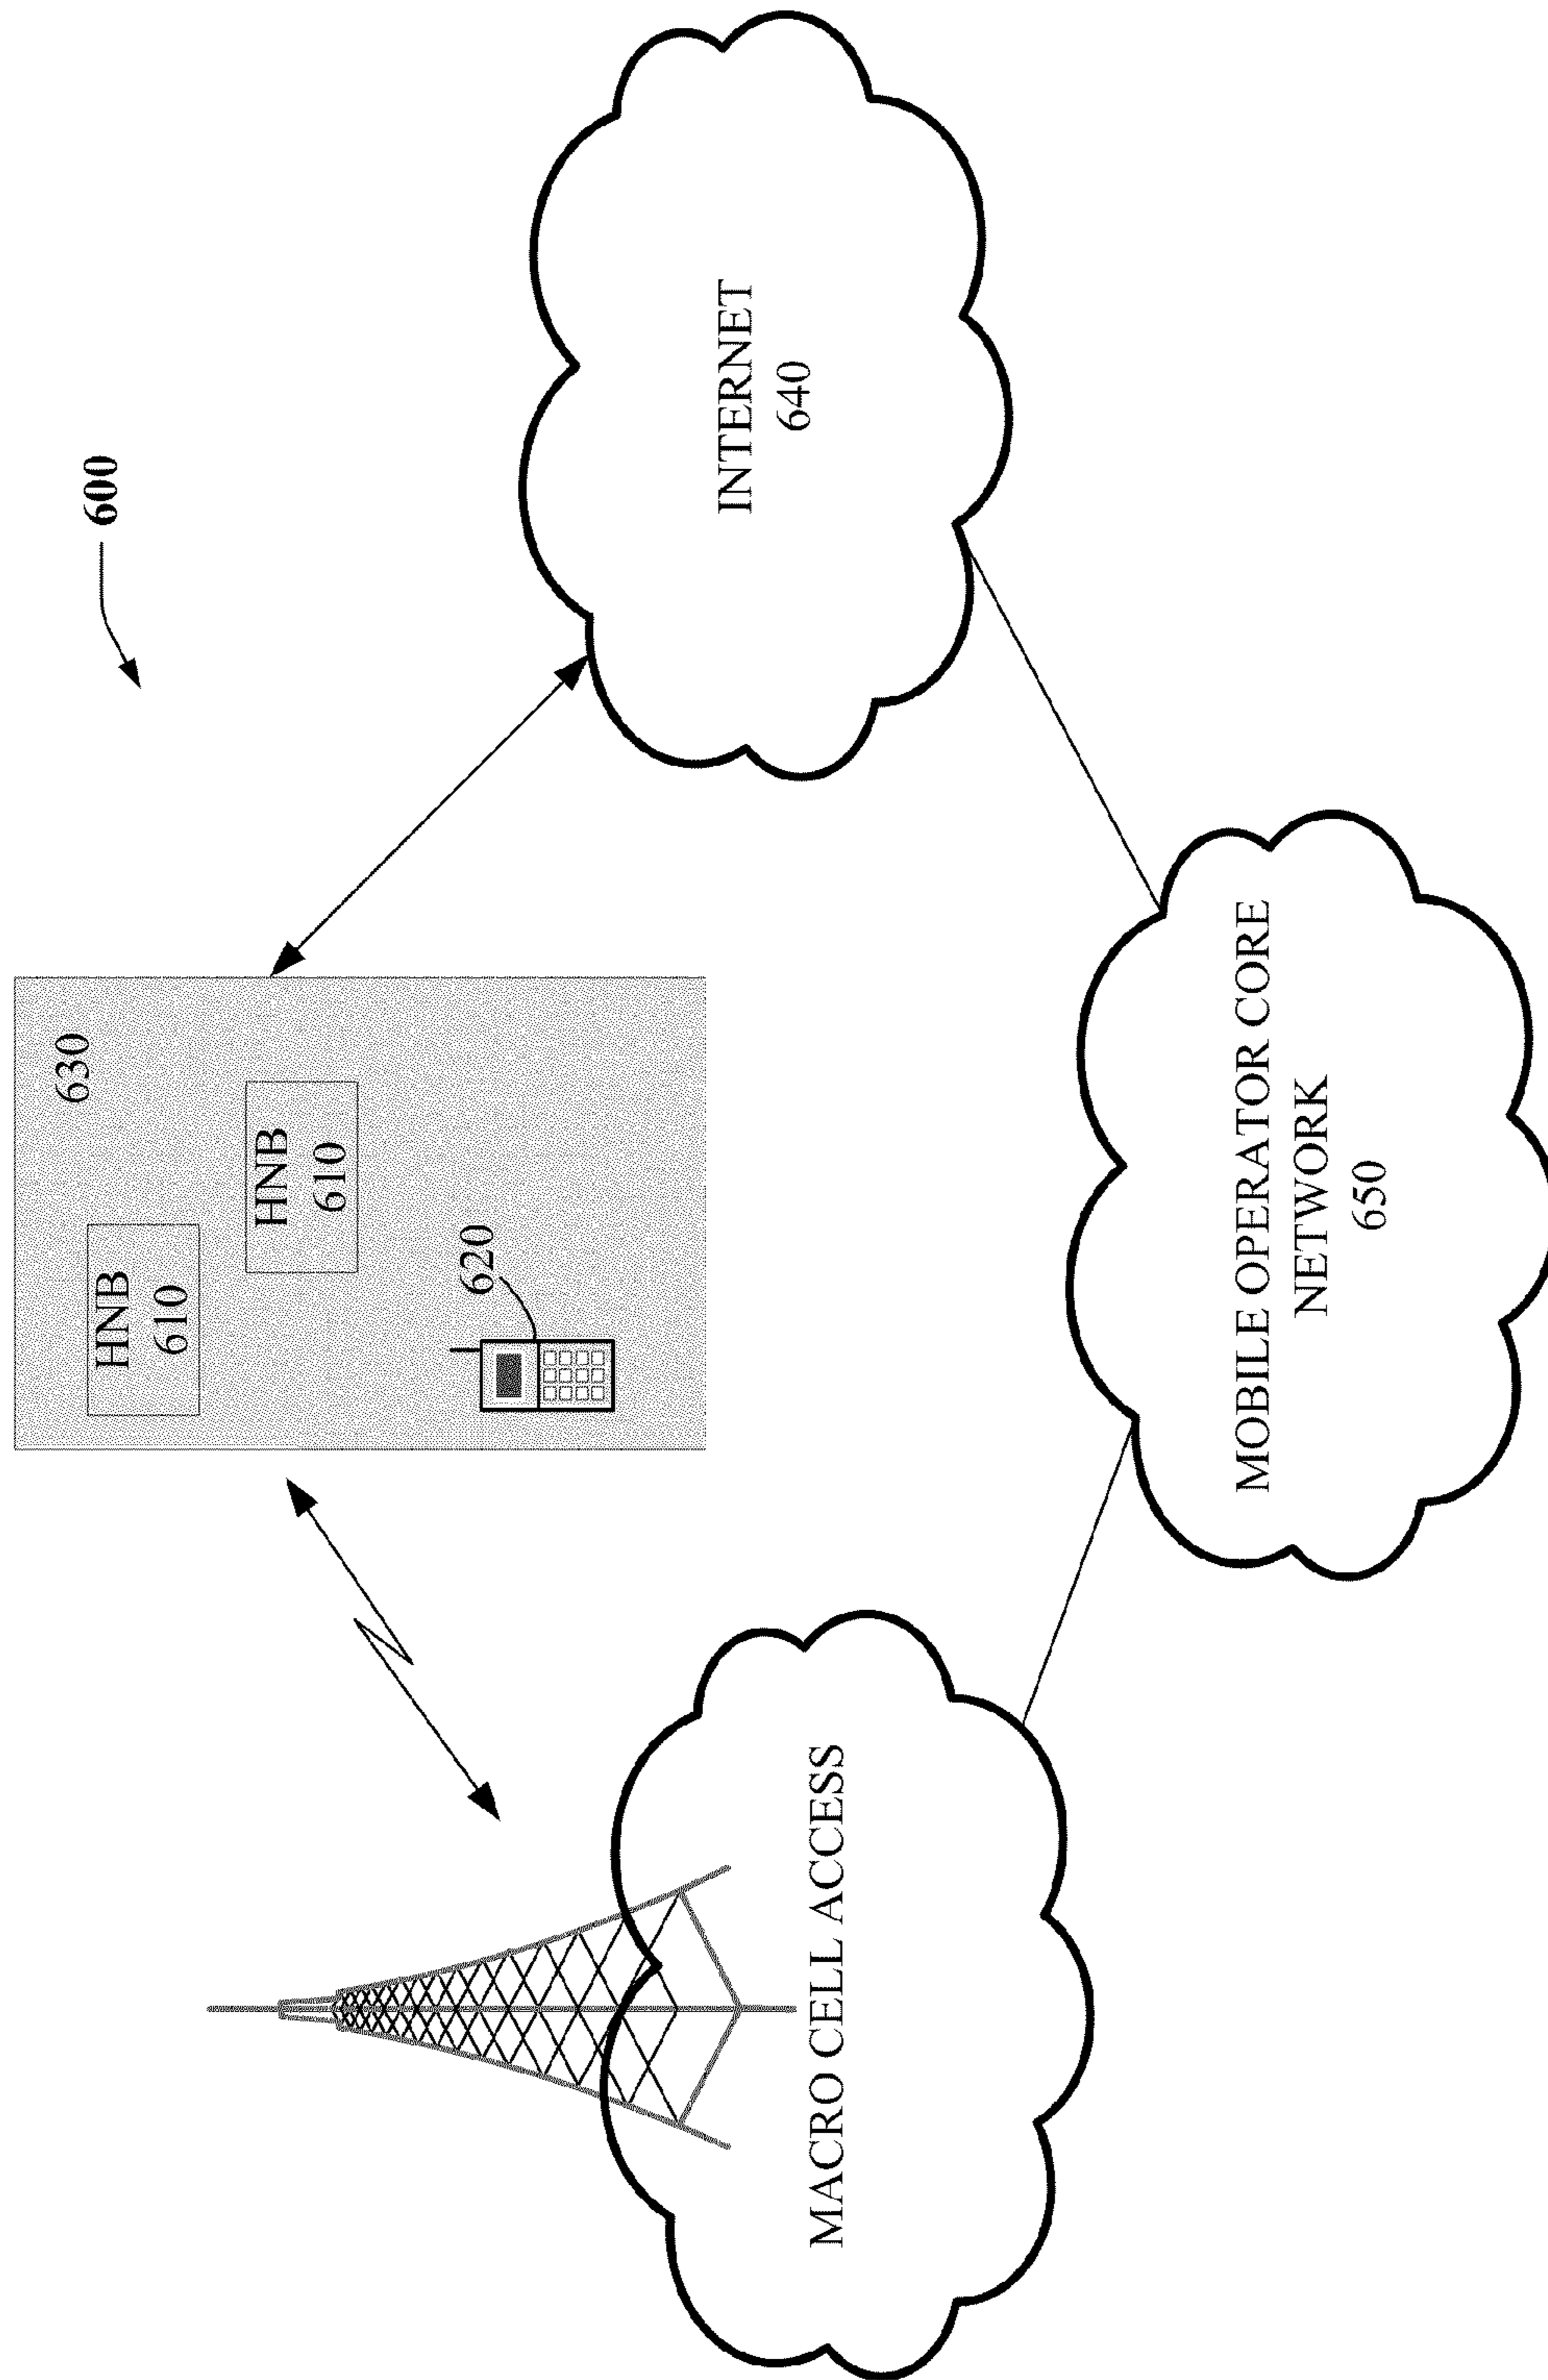 600
630
HNB
610
HNB
610
620
INTERNET
640
MACRO CELL ACCESS
MOBILE OPERATOR CORE
NETWORK
650